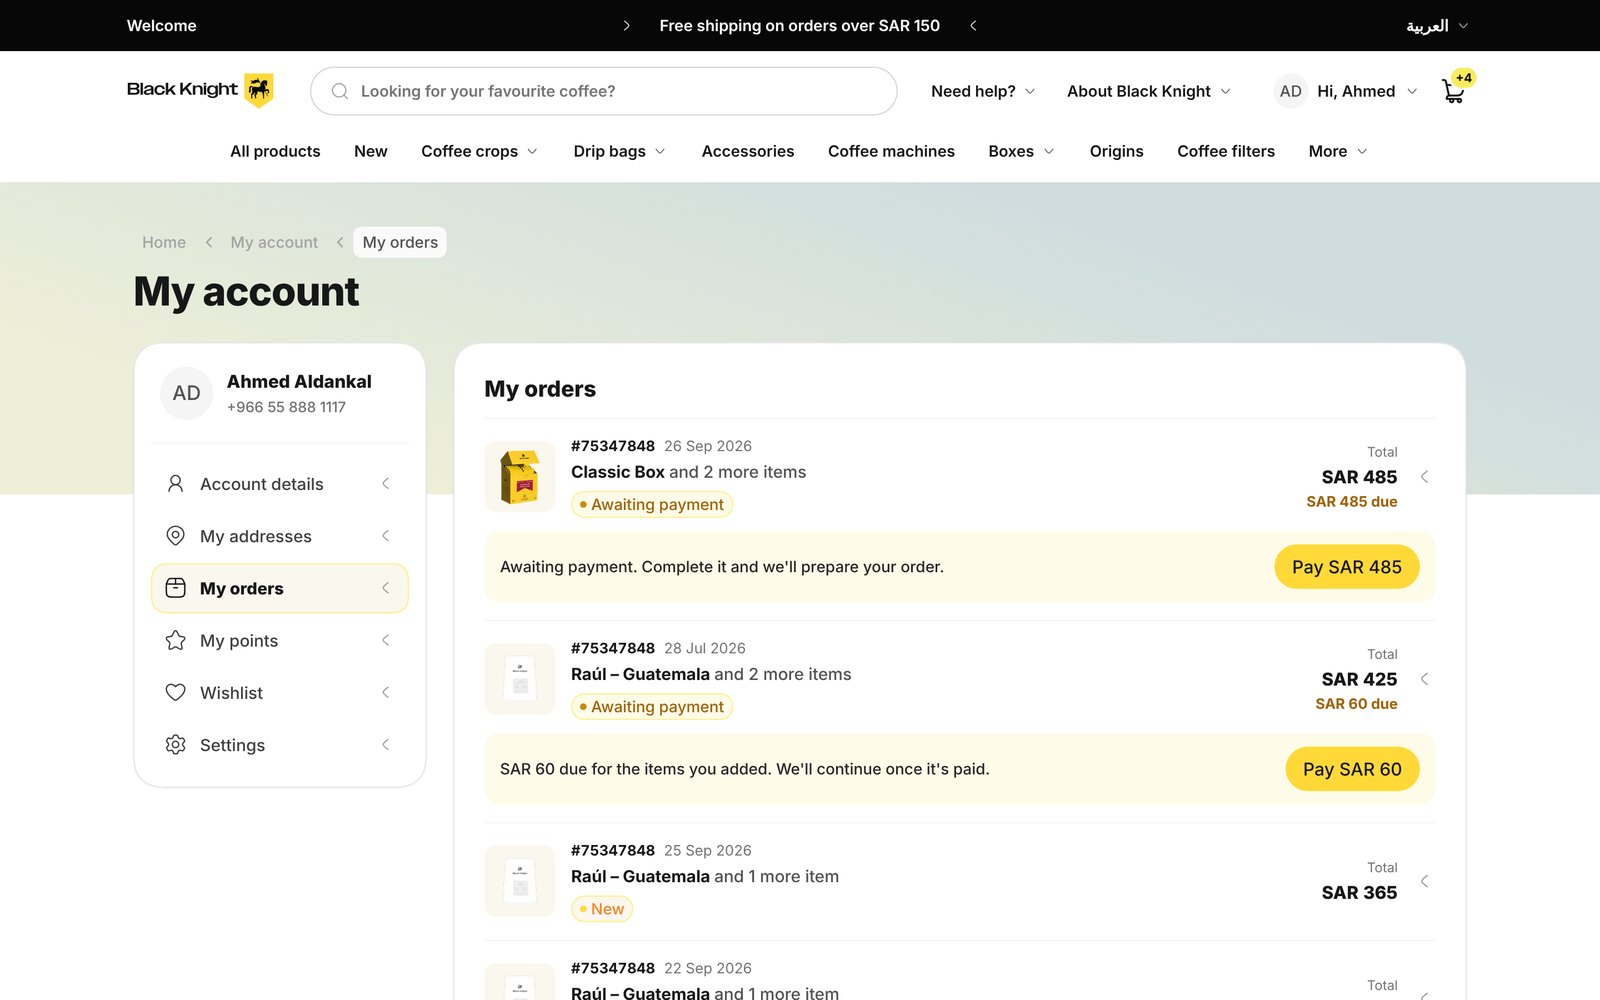 Welcome
Free shipping on orders over SAR 150
العربية
Black Knight
Looking for your favourite coffee?
Need help?
About Black Knight
AD
Hi, Ahmed
+4
All products
New
Coffee crops
Drip bags
Accessories
Coffee machines
Boxes
Origins
Coffee filters
More
Home
My account
My orders
My account
AD
Ahmed Aldankal
+966 55 888 1117
Account details
My addresses
My orders
My points
Wishlist
Settings
My orders
#75347848 26 Sep 2026
Classic Box and 2 more items
Awaiting payment
Total
SAR 485
SAR 485 due
Awaiting payment. Complete it and we'll prepare your order.
Pay SAR 485
#75347848 28 Jul 2026
Raúl – Guatemala and 2 more items
Awaiting payment
Total
SAR 425
SAR 60 due
SAR 60 due for the items you added. We'll continue once it's paid.
Pay SAR 60
#75347848 25 Sep 2026
Raúl – Guatemala and 1 more item
New
Total
SAR 365
#75347848 22 Sep 2026
Raúl – Guatemala and 1 more item
Total